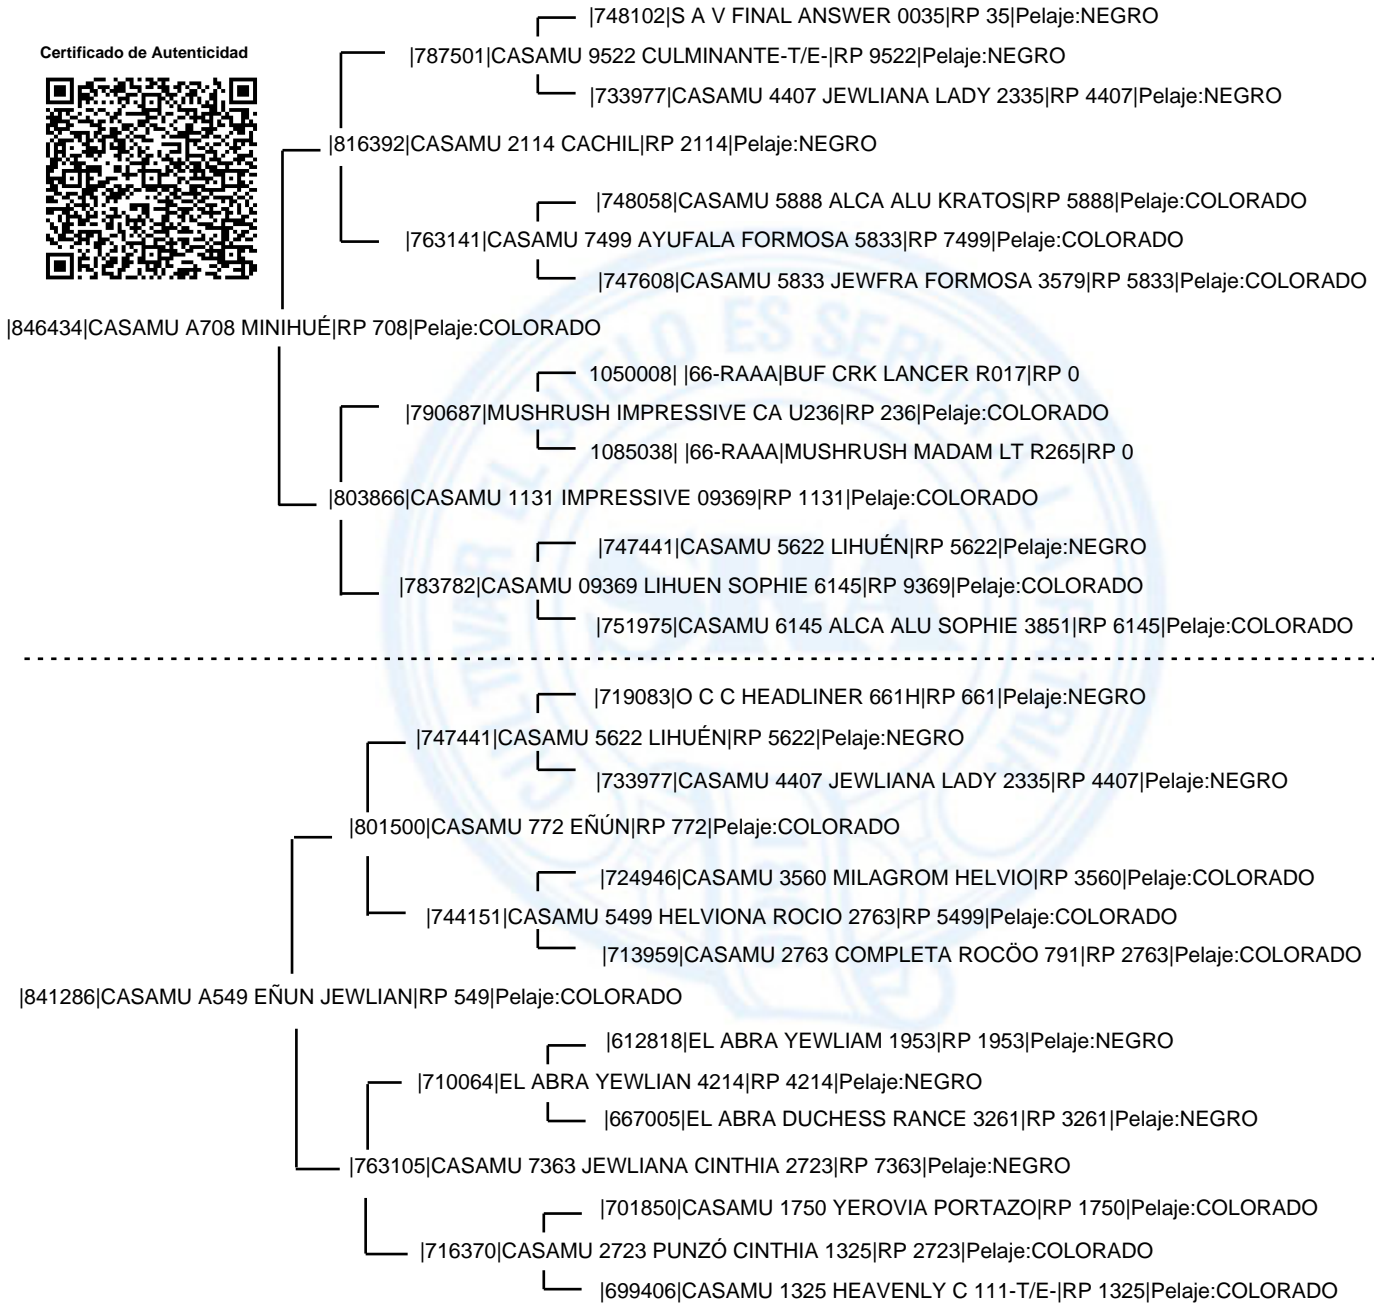 |748102|S A V FINAL ANSWER 0035|RP 35|Pelaje:NEGRO
Certificado de Autenticidad
|787501|CASAMU 9522 CULMINANTE-T/E-|RP 9522|Pelaje:NEGRO
|733977|CASAMU 4407 JEWLIANA LADY 2335|RP 4407|Pelaje:NEGRO
|816392|CASAMU 2114 CACHIL|RP 2114|Pelaje:NEGRO
|748058|CASAMU 5888 ALCA ALU KRATOS|RP 5888|Pelaje:COLORADO
|763141|CASAMU 7499 AYUFALA FORMOSA 5833|RP 7499|Pelaje:COLORADO
|747608|CASAMU 5833 JEWFRA FORMOSA 3579|RP 5833|Pelaje:COLORADO
|846434|CASAMU A708 MINIHUÉ|RP 708|Pelaje:COLORADO
1050008| |66-RAAA|BUF CRK LANCER R017|RP 0
|790687|MUSHRUSH IMPRESSIVE CA U236|RP 236|Pelaje:COLORADO
1085038| |66-RAAA|MUSHRUSH MADAM LT R265|RP 0
|803866|CASAMU 1131 IMPRESSIVE 09369|RP 1131|Pelaje:COLORADO
|747441|CASAMU 5622 LIHUÉN|RP 5622|Pelaje:NEGRO
|783782|CASAMU 09369 LIHUEN SOPHIE 6145|RP 9369|Pelaje:COLORADO
|751975|CASAMU 6145 ALCA ALU SOPHIE 3851|RP 6145|Pelaje:COLORADO
|719083|O C C HEADLINER 661H|RP 661|Pelaje:NEGRO
|747441|CASAMU 5622 LIHUÉN|RP 5622|Pelaje:NEGRO
|733977|CASAMU 4407 JEWLIANA LADY 2335|RP 4407|Pelaje:NEGRO
|801500|CASAMU 772 EÑÚN|RP 772|Pelaje:COLORADO
|724946|CASAMU 3560 MILAGROM HELVIO|RP 3560|Pelaje:COLORADO
|744151|CASAMU 5499 HELVIONA ROCIO 2763|RP 5499|Pelaje:COLORADO
|713959|CASAMU 2763 COMPLETA ROCÖO 791|RP 2763|Pelaje:COLORADO
|841286|CASAMU A549 EÑUN JEWLIAN|RP 549|Pelaje:COLORADO
|612818|EL ABRA YEWLIAM 1953|RP 1953|Pelaje:NEGRO
|710064|EL ABRA YEWLIAN 4214|RP 4214|Pelaje:NEGRO
|667005|EL ABRA DUCHESS RANCE 3261|RP 3261|Pelaje:NEGRO
|763105|CASAMU 7363 JEWLIANA CINTHIA 2723|RP 7363|Pelaje:NEGRO
|701850|CASAMU 1750 YEROVIA PORTAZO|RP 1750|Pelaje:COLORADO
|716370|CASAMU 2723 PUNZÓ CINTHIA 1325|RP 2723|Pelaje:COLORADO
|699406|CASAMU 1325 HEAVENLY C 111-T/E-|RP 1325|Pelaje:COLORADO
CULTIVAR EL SUELO ES SERVIR A LA PATRIA
SRA
1866